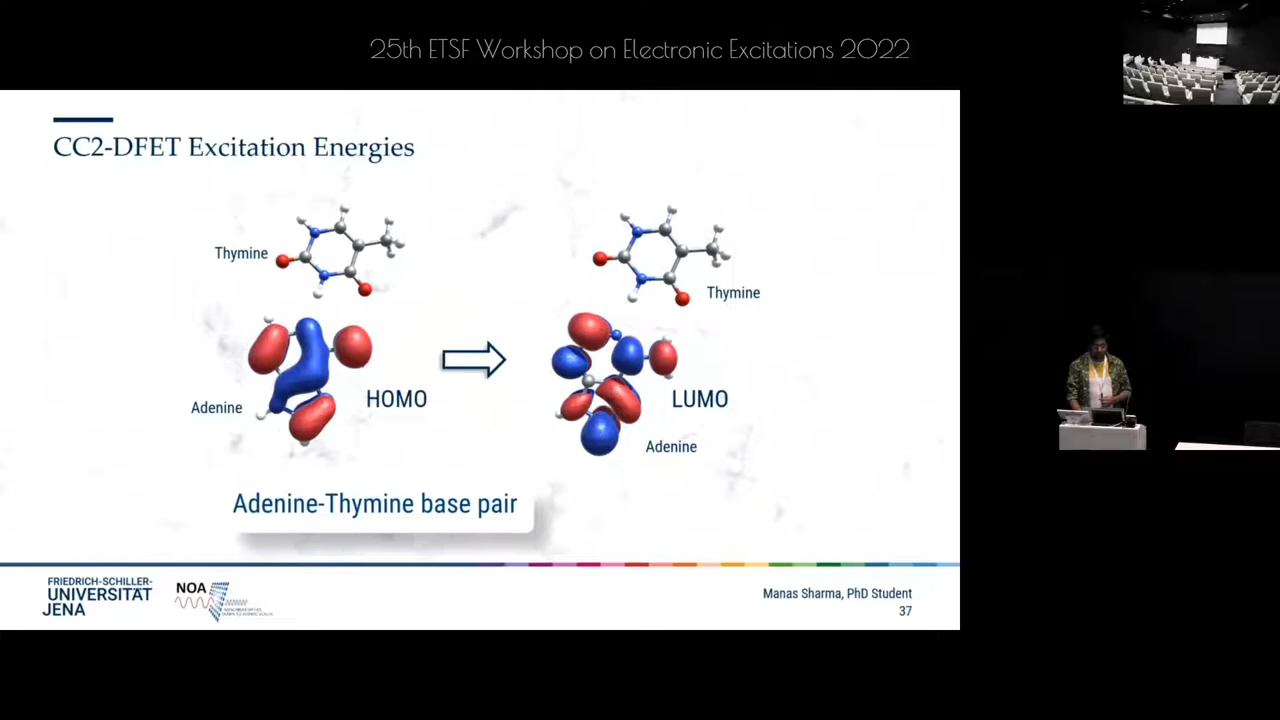 25th ETSF Workshop on Electronic Excitations 2022
CC2-DFET Excitation Energies
Thymine
Thymine
HOMO
LUMO
Adenine
Adenine
Adenine-Thymine base pair
FRIEDRICH-SCHILLER-
UNIVERSITÄT
JENA
NOA
Manas Sharma, PhD Student
37